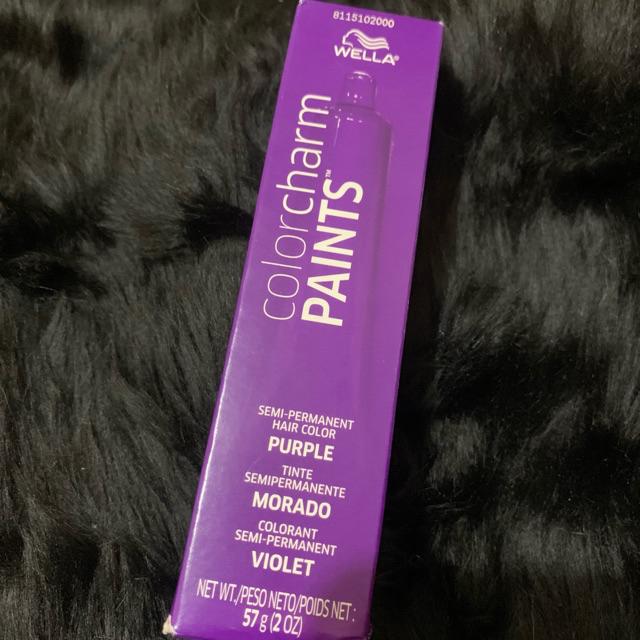 8115102000
WELLA®
colorcharm
PAINTS™
SEMI-PERMANENT
HAIR COLOR
PURPLE
TINTE
SEMIPERMANENTE
MORADO
COLORANT
SEMI-PERMANENT
VIOLET
NET WT./PESO NETO/POIDS NET:
57 g (2 OZ)